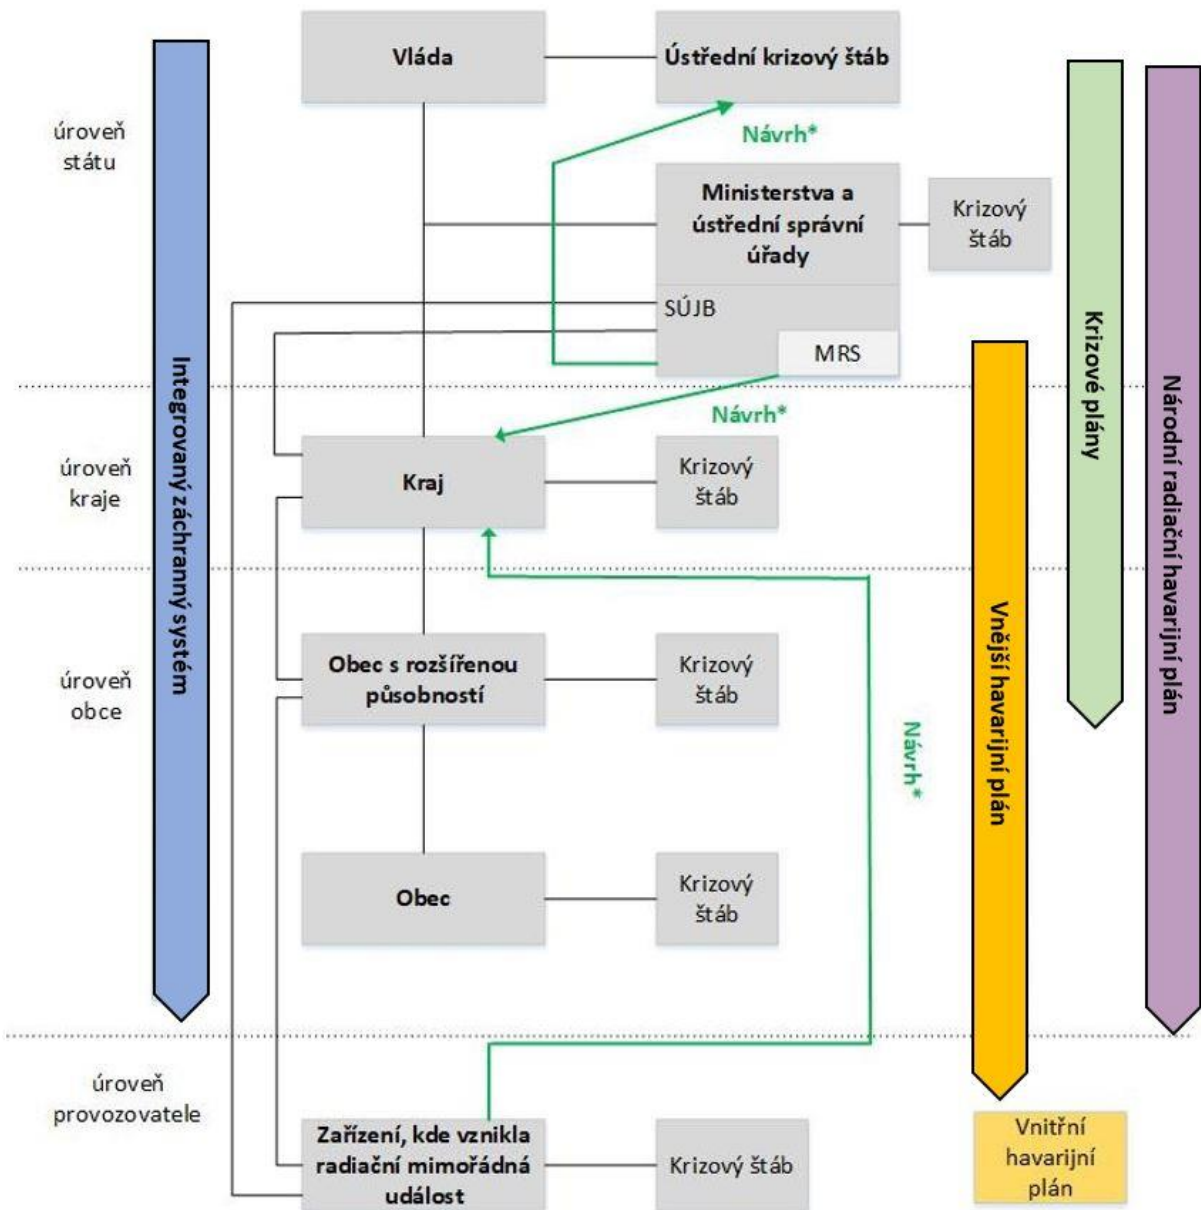 Vláda
Ústřední krizový štáb
úroveň
státu
Návrh*
Ministerstva a
ústřední správní
úřady
Krizový
štáb
SÚJB
MRS
Návrh*
úroveň
kraje
Kraj
Krizový
štáb
úroveň
obce
Obec s rozšířenou
působností
Krizový
štáb
Návrh*
Obec
Krizový
štáb
úroveň
provozovatele
Zařízení, kde vznikla
radiační mimořádná
událost
Krizový štáb
Integrovaný záchranný systém
Vnější havarijní plán
Krizové plány
Národní radiační havarijní plán
Vnitřní
havarijní
plán